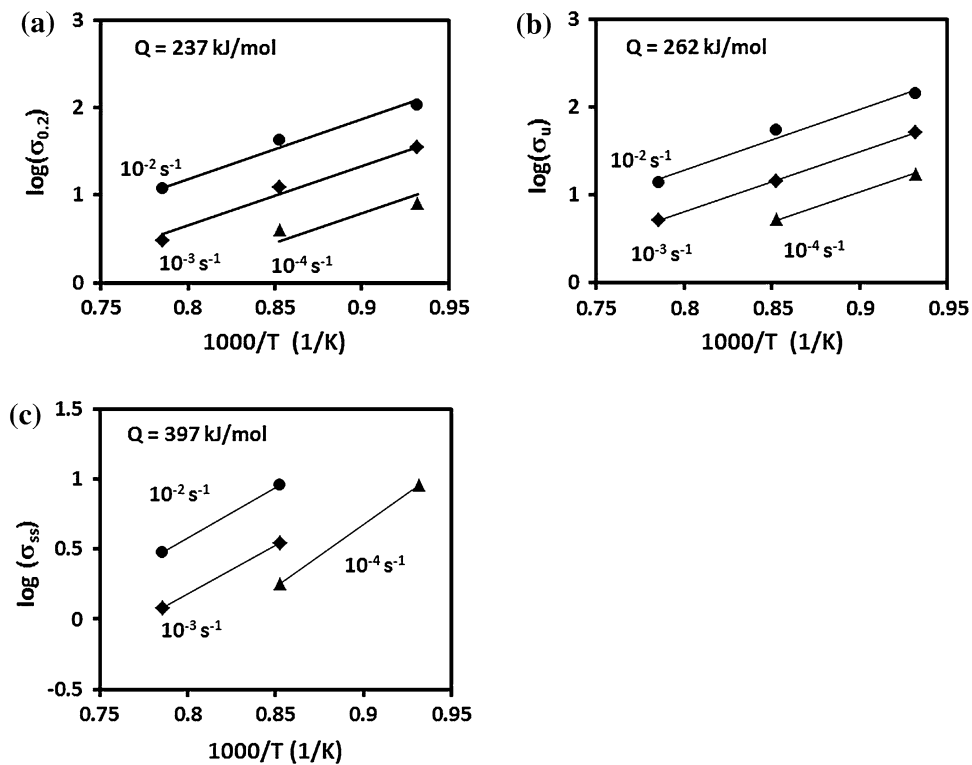 (a)
Q = 237 kJ/mol
log(σ0.2)
3
2
1
0
10-2 s-1
10-3 s-1
10-4 s-1
0.75 0.8 0.85 0.9 0.95
1000/T (1/K)
(b)
Q = 262 kJ/mol
log(σu)
3
2
1
0
10-2 s-1
10-3 s-1
10-4 s-1
0.75 0.8 0.85 0.9 0.95
1000/T (1/K)
(c)
Q = 397 kJ/mol
log (σss)
1.5
1
0.5
0
-0.5
10-2 s-1
10-4 s-1
10-3 s-1
0.75 0.8 0.85 0.9 0.95
1000/T (1/K)